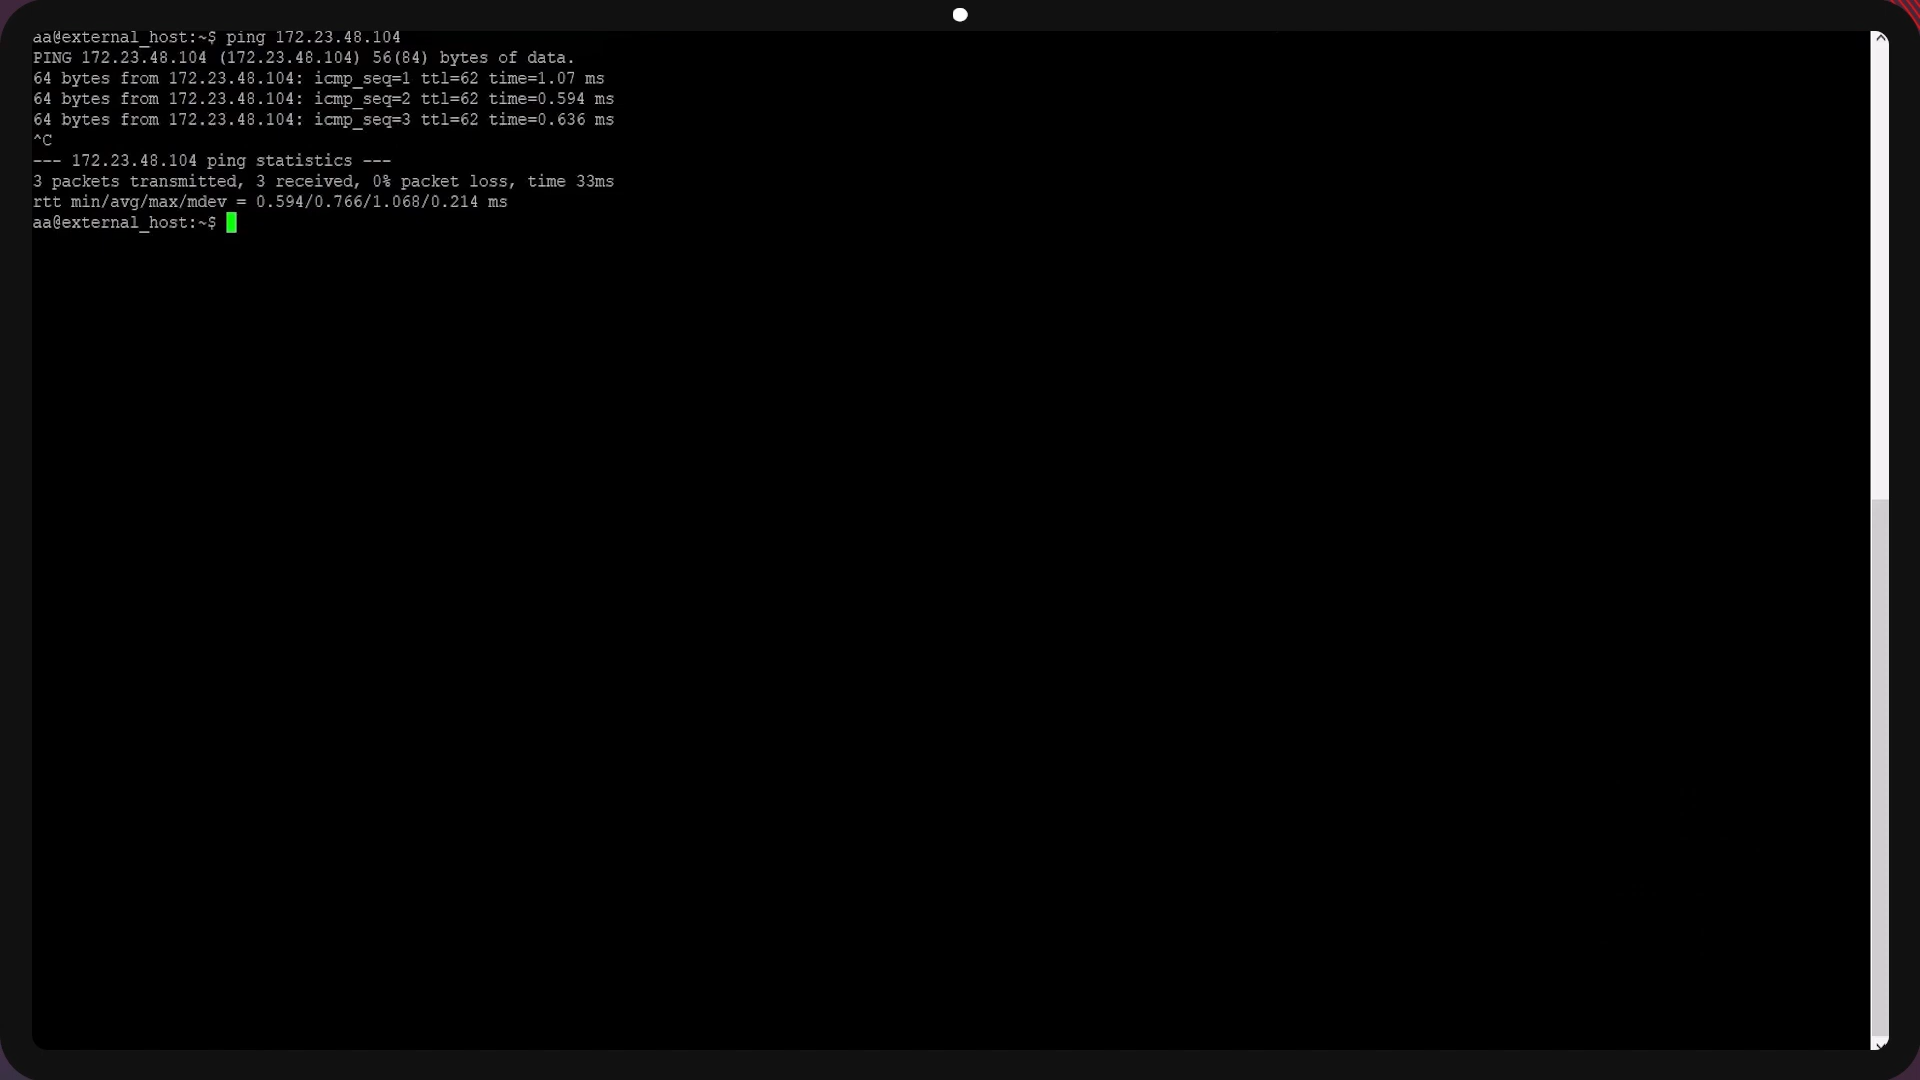 aa@external_host:~$ ping 172.23.48.104
PING 172.23.48.104 (172.23.48.104) 56(84) bytes of data.
64 bytes from 172.23.48.104: icmp_seq=1 ttl=62 time=1.07 ms
64 bytes from 172.23.48.104: icmp_seq=2 ttl=62 time=0.594 ms
64 bytes from 172.23.48.104: icmp_seq=3 ttl=62 time=0.636 ms
^C
--- 172.23.48.104 ping statistics ---
3 packets transmitted, 3 received, 0% packet loss, time 33ms
rtt min/avg/max/mdev = 0.594/0.766/1.068/0.214 ms
aa@external_host:~$